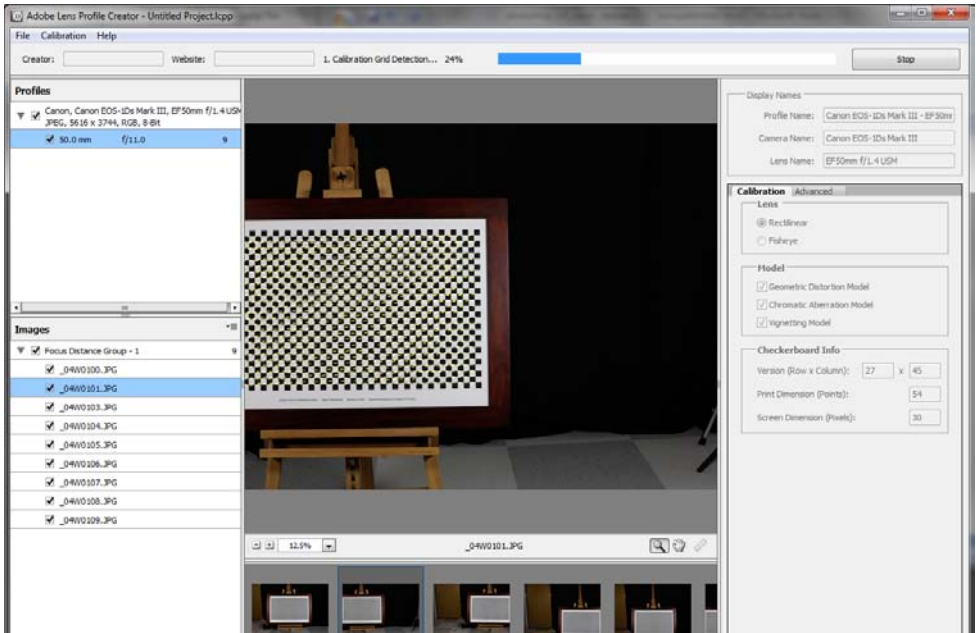 Adobe Lens Profile Creator - Untitled Project.lcpp
File Calibration Help
Creator: Website: 1. Calibration Grid Detection... 24% Stop
Profiles
Canon, Canon EOS-1Ds Mark III, EF50mm f/1.4 USM
JPEG, 5616 x 3744, RGB, 8-Bit
50.0 mm f/11.0 9
Images
Focus Distance Group - 1 9
_04W0100.JPG
_04W0101.JPG
_04W0103.JPG
_04W0104.JPG
_04W0105.JPG
_04W0106.JPG
_04W0107.JPG
_04W0108.JPG
_04W0109.JPG
12.5% _04W0101.JPG
Display Names
Profile Name: Canon EOS-1Ds Mark III - EF50mm
Camera Name: Canon EOS-1Ds Mark III
Lens Name: EF50mm f/1.4 USM
Calibration Advanced
Lens
Rectilinear
Fisheye
Model
Geometric Distortion Model
Chromatic Aberration Model
Vignetting Model
Checkerboard Info
Version (Row x Column): 27 x 45
Print Dimension (Points): 54
Screen Dimension (Pixels): 30